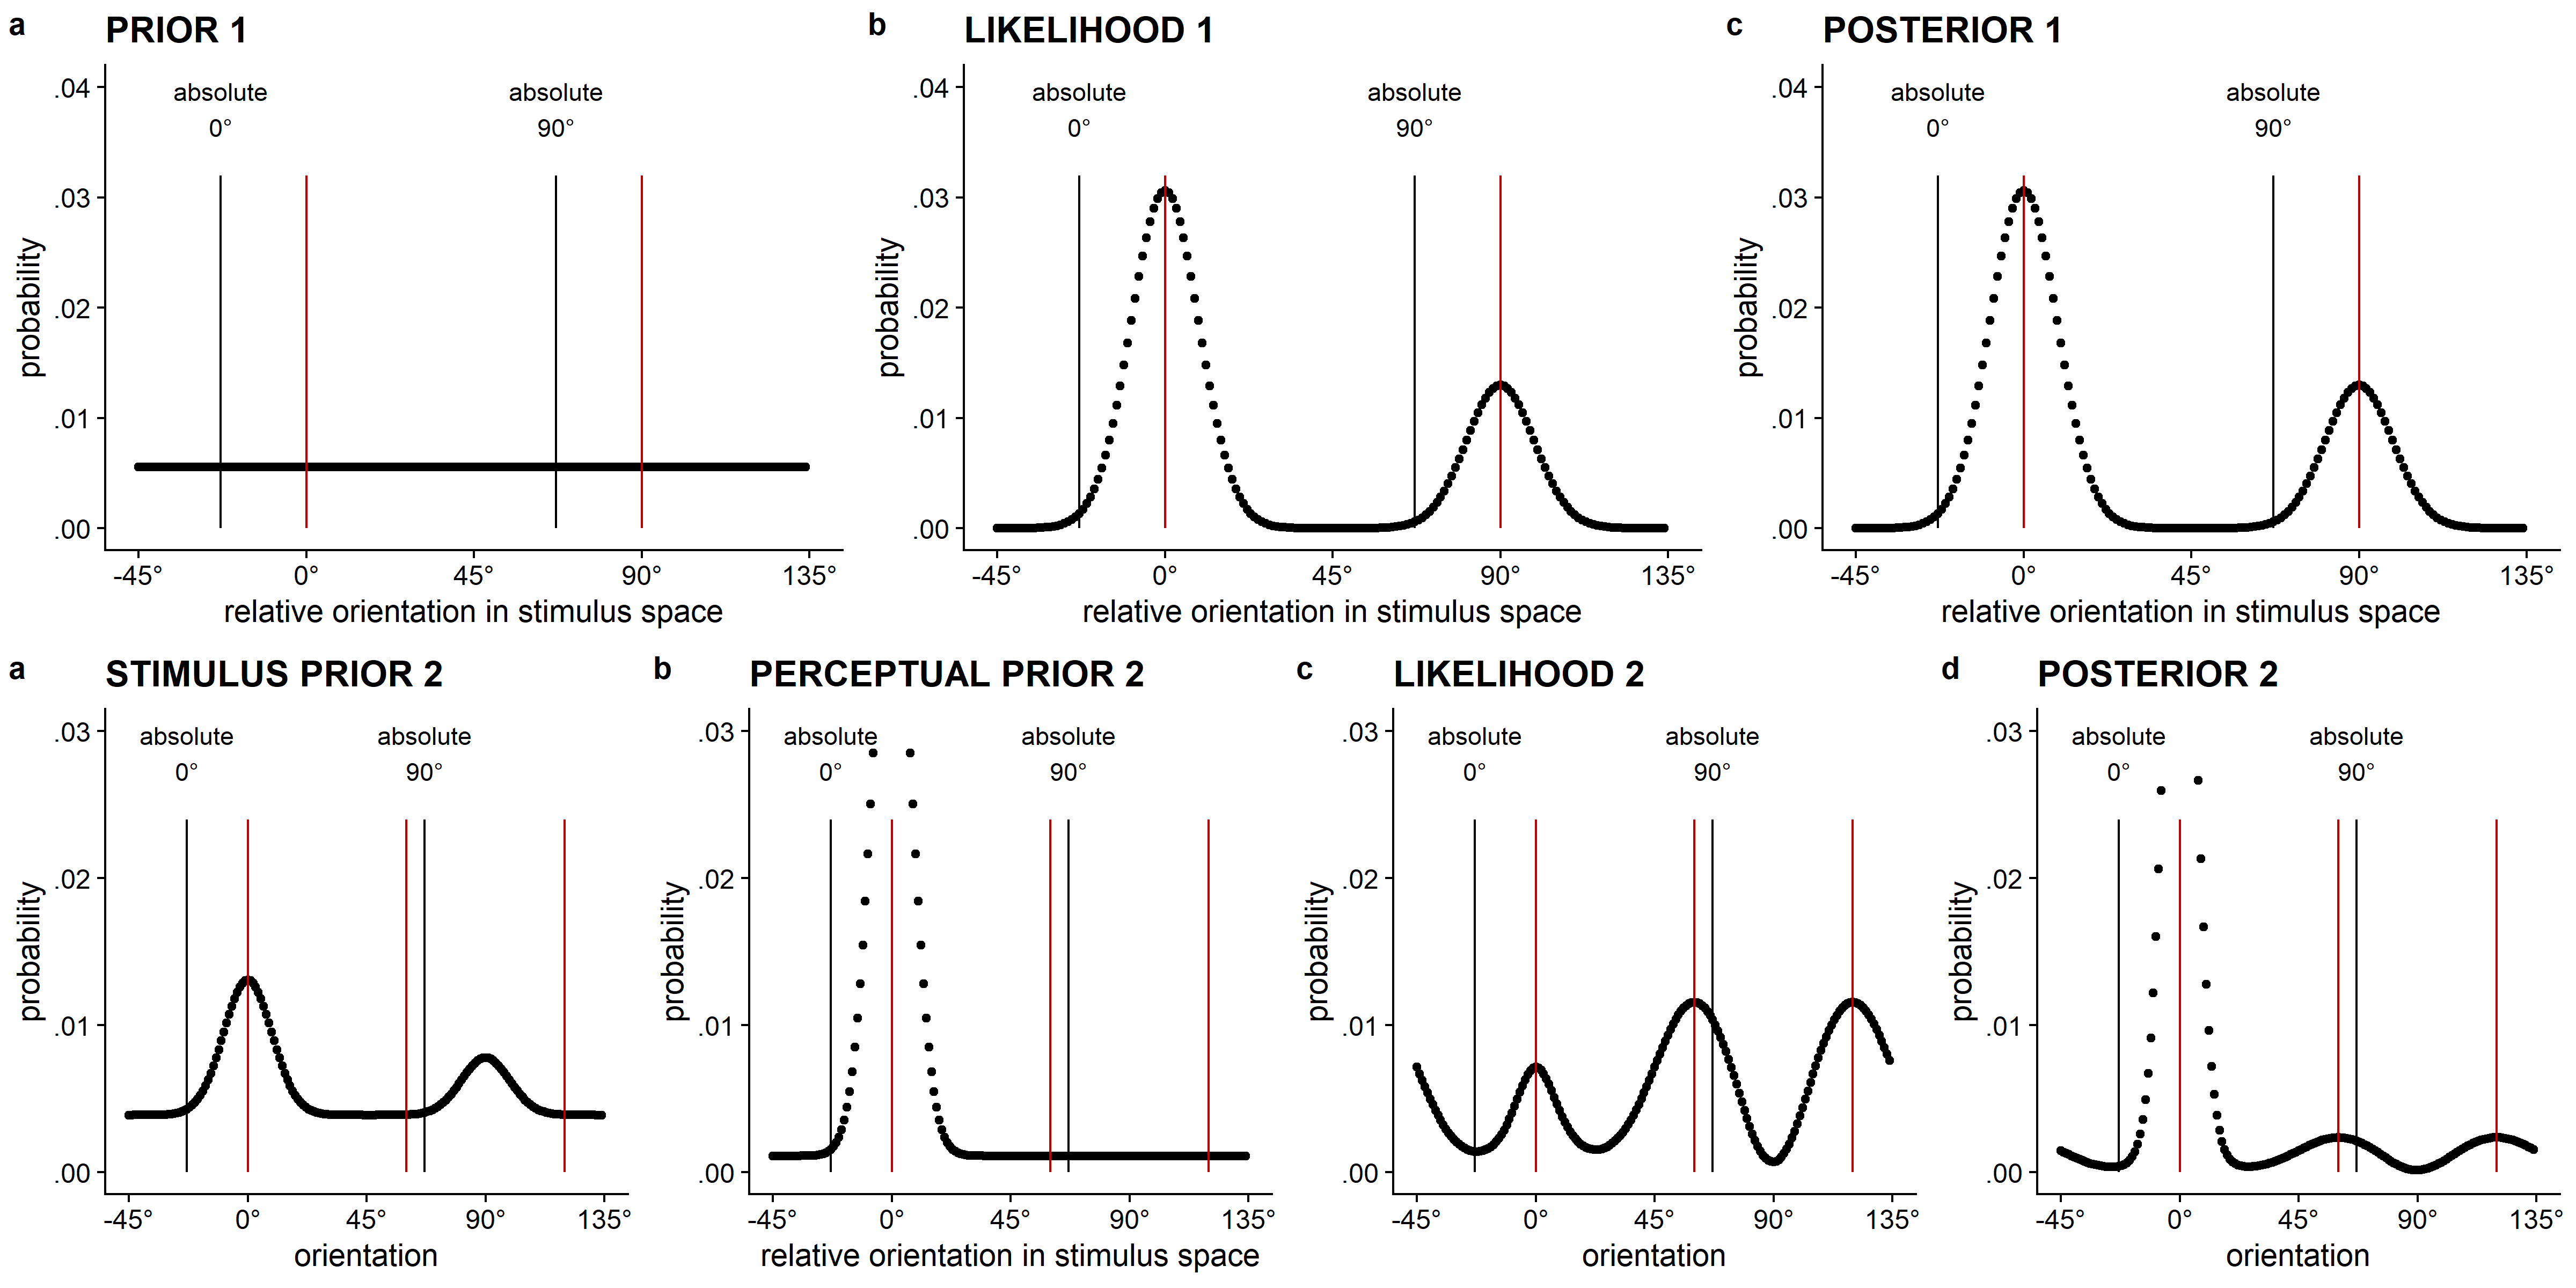 a PRIOR 1
.04
.03
.02
.01
.00
probability
absolute
0°
absolute
90°
-45° 0° 45° 90° 135°
relative orientation in stimulus space
b LIKELIHOOD 1
.04
.03
.02
.01
.00
probability
absolute
0°
absolute
90°
-45° 0° 45° 90° 135°
relative orientation in stimulus space
c POSTERIOR 1
.04
.03
.02
.01
.00
probability
absolute
0°
absolute
90°
-45° 0° 45° 90° 135°
relative orientation in stimulus space
a STIMULUS PRIOR 2
.03
.02
.01
.00
probability
absolute
0°
absolute
90°
-45° 0° 45° 90° 135°
orientation
b PERCEPTUAL PRIOR 2
.03
.02
.01
.00
probability
absolute
0°
absolute
90°
-45° 0° 45° 90° 135°
relative orientation in stimulus space
c LIKELIHOOD 2
.03
.02
.01
.00
probability
absolute
0°
absolute
90°
-45° 0° 45° 90° 135°
orientation
d POSTERIOR 2
.03
.02
.01
.00
probability
absolute
0°
absolute
90°
-45° 0° 45° 90° 135°
orientation